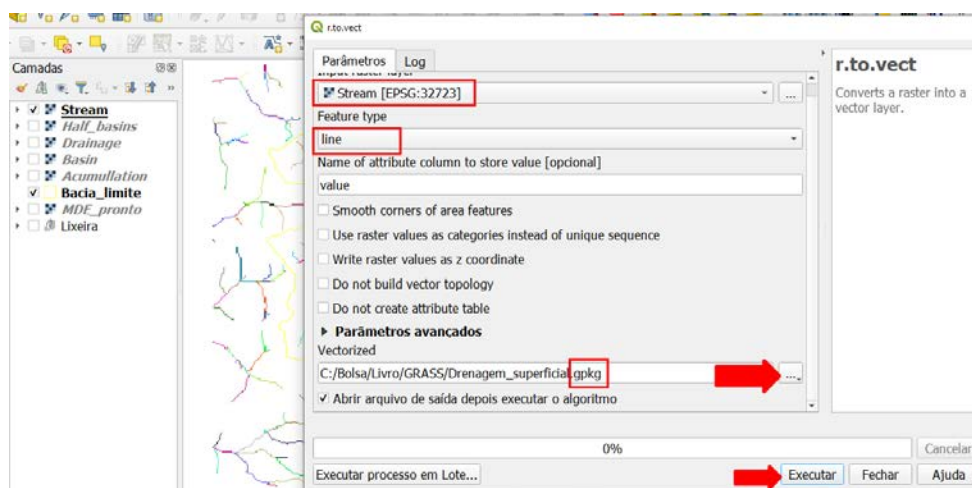 r.to.vect
Parâmetros
Log
Input raster layer
Stream [EPSG:32723]
...
Feature type
line
Name of attribute column to store value [opcional]
value
Smooth corners of area features
Use raster values as categories instead of unique sequence
Write raster values as z coordinate
Do not build vector topology
Do not create attribute table
Parâmetros avançados
Vectorized
C:/Bolsa/Livro/GRASS/Drenagem_superficial.gpkg
...
Abrir arquivo de saída depois executar o algoritmo
0%
Cancelar
Executar processo em Lote...
Executar
Fechar
Ajuda
r.to.vect
Converts a raster into a
vector layer.
Camadas
Stream
Half_basins
Drainage
Basin
Acumullation
Bacia_limite
MDE_pronto
Lixeira